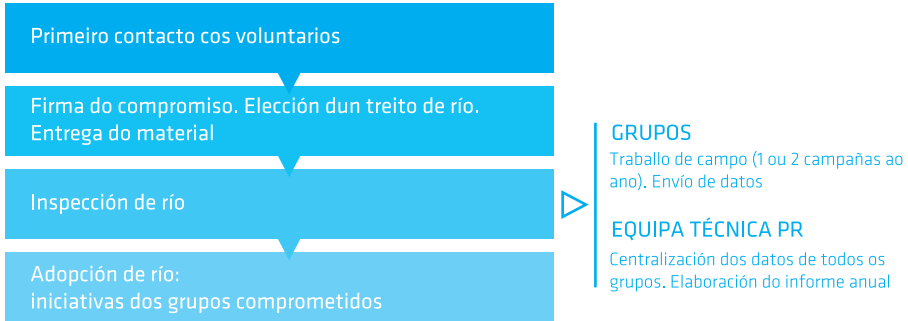 Primeiro contacto cos voluntarios
Firma do compromiso. Elección dun treito de río.
Entrega do material
Inspección de río
Adopción de río:
iniciativas dos grupos comprometidos
GRUPOS
Traballo de campo (1 ou 2 campañas ao
ano). Envío de datos
EQUIPA TÉCNICA PR
Centralización dos datos de todos os
grupos. Elaboración do informe anual